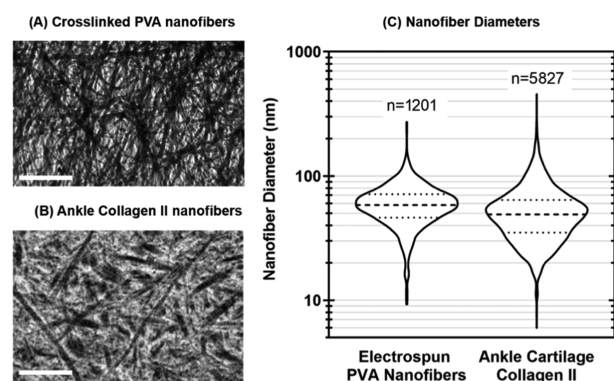 (A) Crosslinked PVA nanofibers
(B) Ankle Collagen II nanofibers
(C) Nanofiber Diameters
Nanofiber Diameter (nm)
1000
100
10
n=1201
n=5827
Electrospun
PVA Nanofibers
Ankle Cartilage
Collagen II